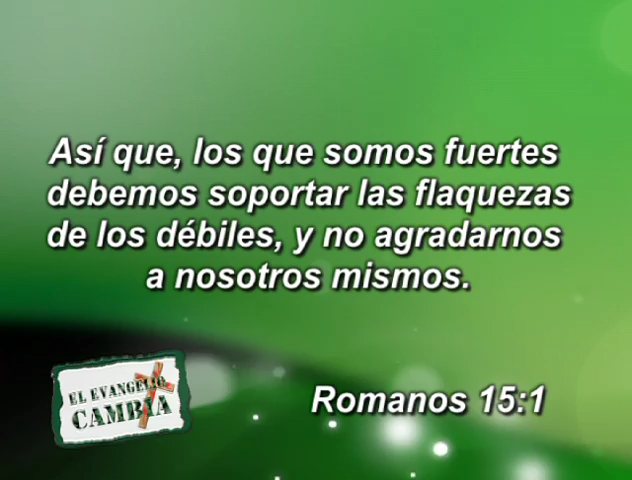 Así que, los que somos fuertes
debemos soportar las flaquezas
de los débiles, y no agradarnos
a nosotros mismos.
EL EVANGELIO
CAMBIA
Romanos 15:1